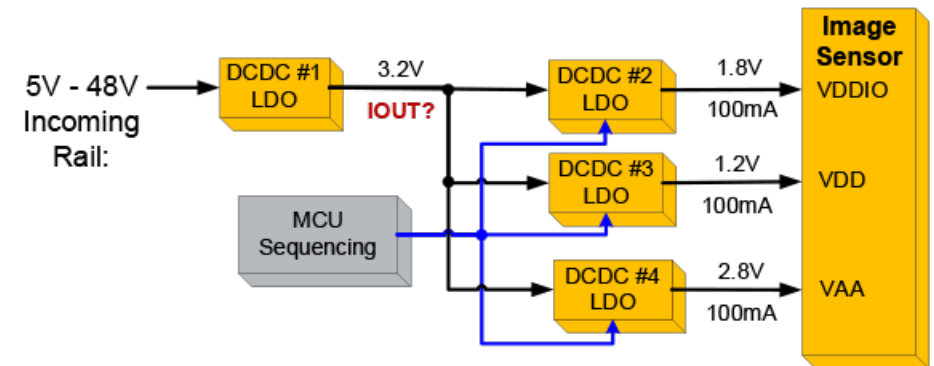 5V - 48V
Incoming
Rail:
DCDC #1
LDO
3.2V
IOUT?
MCU
Sequencing
DCDC #2
LDO
1.8V
100mA
DCDC #3
LDO
1.2V
100mA
DCDC #4
LDO
2.8V
100mA
Image
Sensor
VDDIO
VDD
VAA